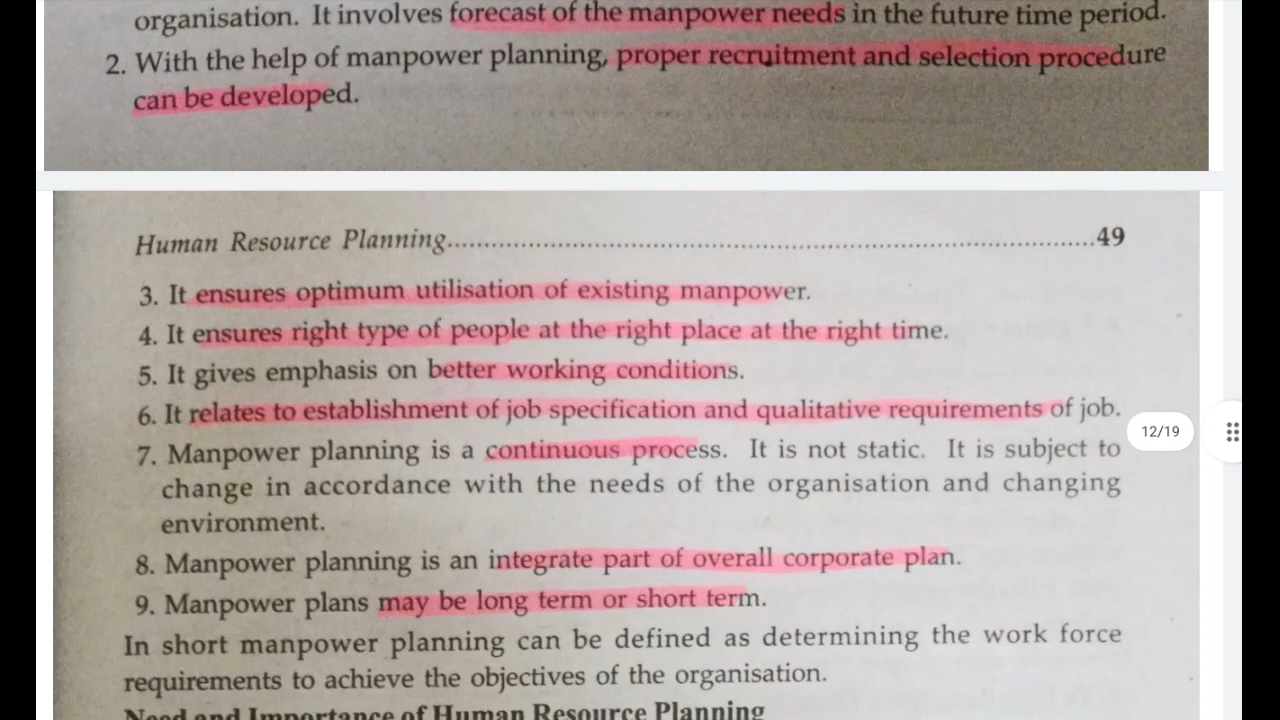 organisation. It involves forecast of the manpower needs in the future time period.
2. With the help of manpower planning, proper recruitment and selection procedure
can be developed.
Human Resource Planning..........................................................................................49
3. It ensures optimum utilisation of existing manpower.
4. It ensures right type of people at the right place at the right time.
5. It gives emphasis on better working conditions.
6. It relates to establishment of job specification and qualitative requirements of job.
12/19
7. Manpower planning is a continuous process. It is not static. It is subject to
change in accordance with the needs of the organisation and changing
environment.
8. Manpower planning is an integrate part of overall corporate plan.
9. Manpower plans may be long term or short term.
In short manpower planning can be defined as determining the work force
requirements to achieve the objectives of the organisation.
Need and Importance of Human Resource Planning